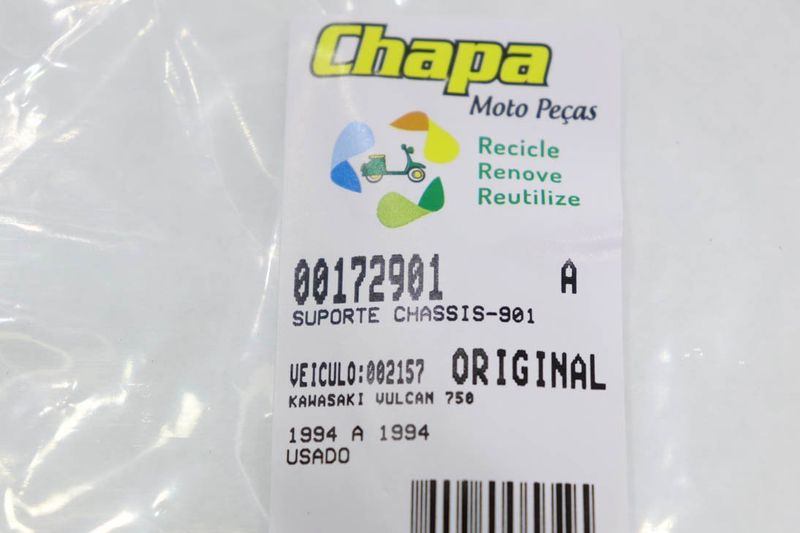 Chapa
Moto Peças
Recicle
Renove
Reutilize
00172901 A
SUPORTE CHASSIS-901
VEICULO:002157 ORIGINAL
KAWASAKI VULCAN 750
1994 A 1994
USADO